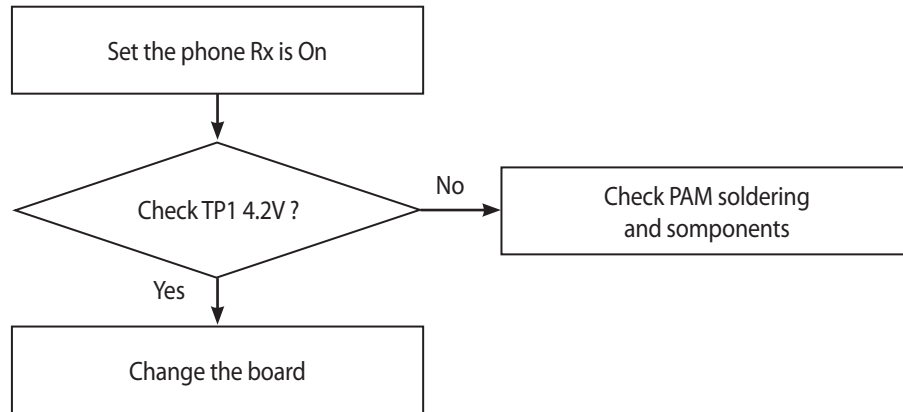 Set the phone Rx is On
Check TP1 4.2V ?
No
Check PAM soldering
and somponents
Yes
Change the board